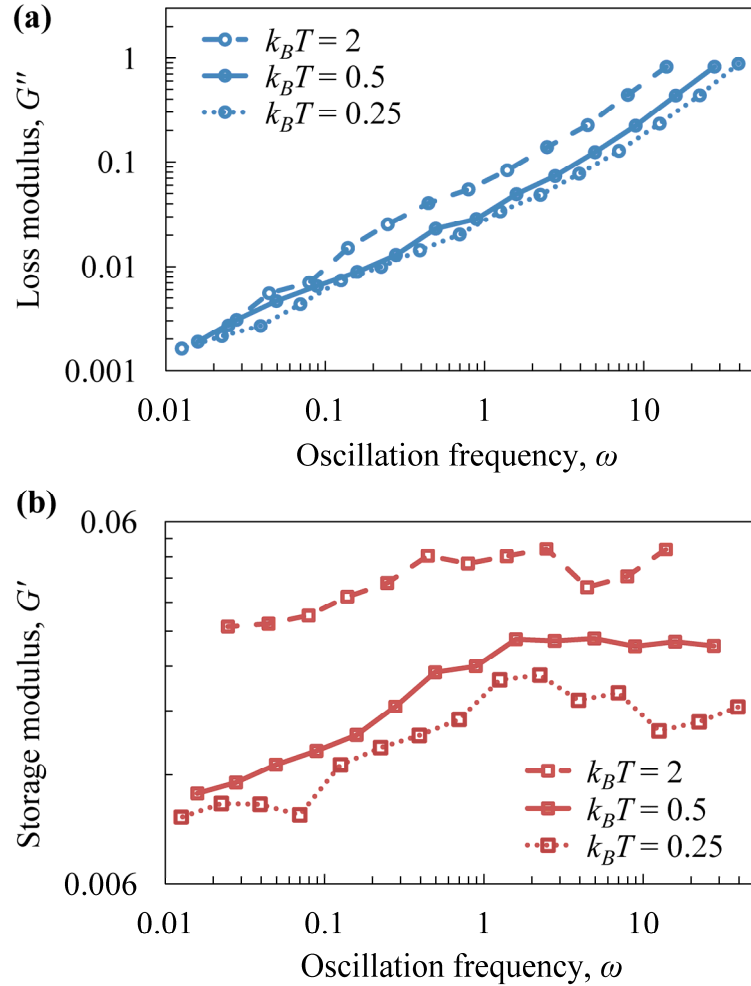 (a)
Loss modulus, G″
1
0.1
0.01
0.001
k_BT = 2
k_BT = 0.5
k_BT = 0.25
0.01
0.1
1
10
Oscillation frequency, ω
(b)
Storage modulus, G′
0.06
0.006
k_BT = 2
k_BT = 0.5
k_BT = 0.25
0.01
0.1
1
10
Oscillation frequency, ω